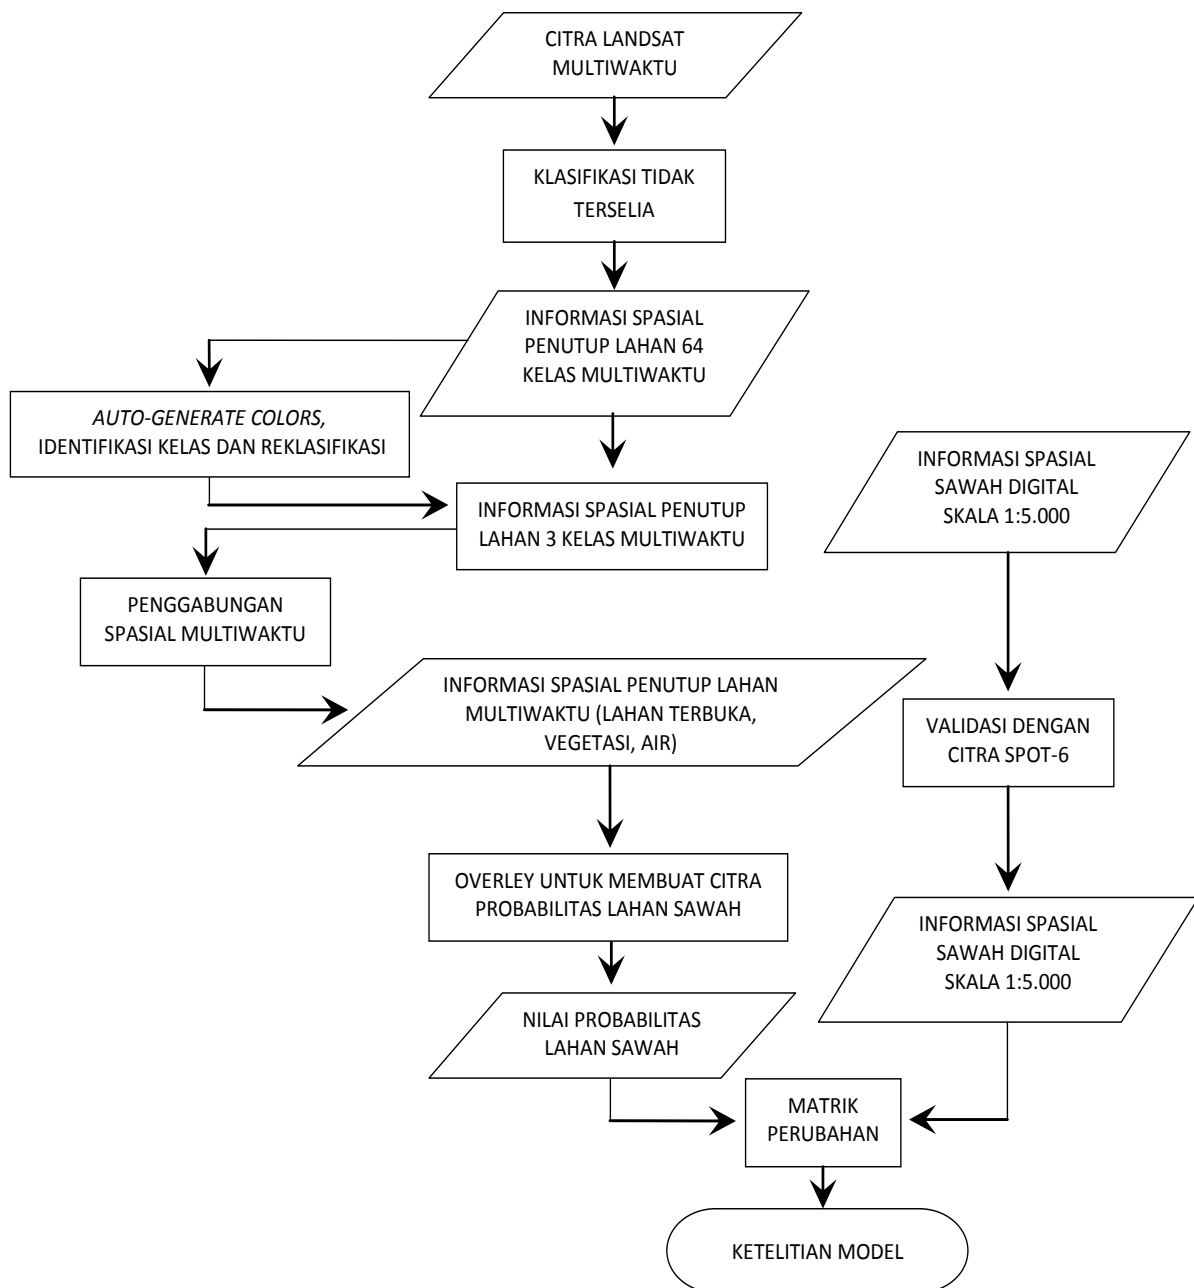 CITRA LANDSAT
MULTIWAKTU
KLASIFIKASI TIDAK
TERSELIA
INFORMASI SPASIAL
PENUTUP LAHAN 64
KELAS MULTIWAKTU
AUTO-GENERATE COLORS,
IDENTIFIKASI KELAS DAN REKLASIFIKASI
INFORMASI SPASIAL PENUTUP
LAHAN 3 KELAS MULTIWAKTU
PENGGABUNGAN
SPASIAL MULTIWAKTU
INFORMASI SPASIAL PENUTUP LAHAN
MULTIWAKTU (LAHAN TERBUKA,
VEGETASI, AIR)
OVERLEY UNTUK MEMBUAT CITRA
PROBABILITAS LAHAN SAWAH
NILAI PROBABILITAS
LAHAN SAWAH
INFORMASI SPASIAL
SAWAH DIGITAL
SKALA 1:5.000
VALIDASI DENGAN
CITRA SPOT-6
INFORMASI SPASIAL
SAWAH DIGITAL
SKALA 1:5.000
MATRIK
PERUBAHAN
KETELITIAN MODEL